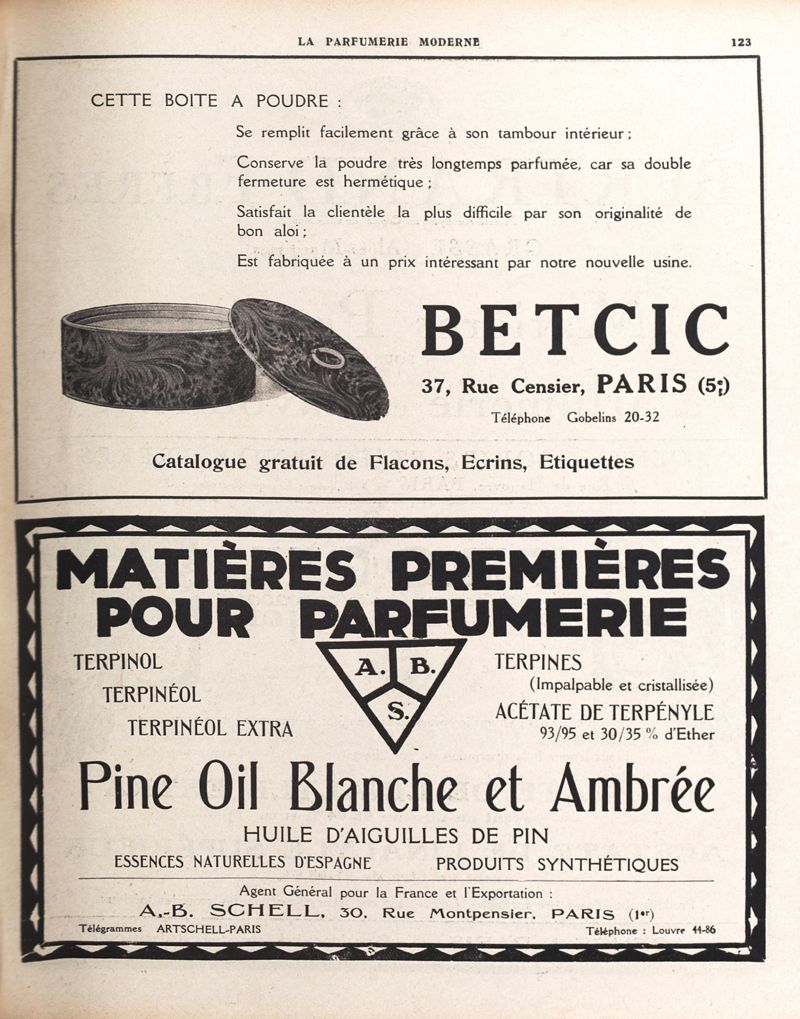 LA PARFUMERIE MODERNE
123
CETTE BOITE A POUDRE :
Se remplit facilement grâce à son tambour intérieur ;
Conserve la poudre très longtemps parfumée, car sa double
fermeture est hermétique ;
Satisfait la clientèle la plus difficile par son originalité de
bon aloi ;
Est fabriquée à un prix intéressant par notre nouvelle usine.
BETCIC
37, Rue Censier, PARIS (5e)
Téléphone Gobelins 20-32
Catalogue gratuit de Flacons, Ecrins, Etiquettes
MATIÈRES PREMIÈRES
POUR PARFUMERIE
A. B.
S.
TERPINOL
TERPINÉOL
TERPINÉOL EXTRA
TERPINES
(Impalpable et cristallisée)
ACÉTATE DE TERPÉNYLE
93/95 et 30/35 % d'Ether
Pine Oil Blanche et Ambrée
HUILE D'AIGUILLES DE PIN
ESSENCES NATURELLES D'ESPAGNE PRODUITS SYNTHÉTIQUES
Agent Général pour la France et l'Exportation :
A.-B. SCHELL, 30, Rue Montpensier, PARIS (1er)
Télégrammes ARTSCHELL-PARIS
Téléphone : Louvre 44-86